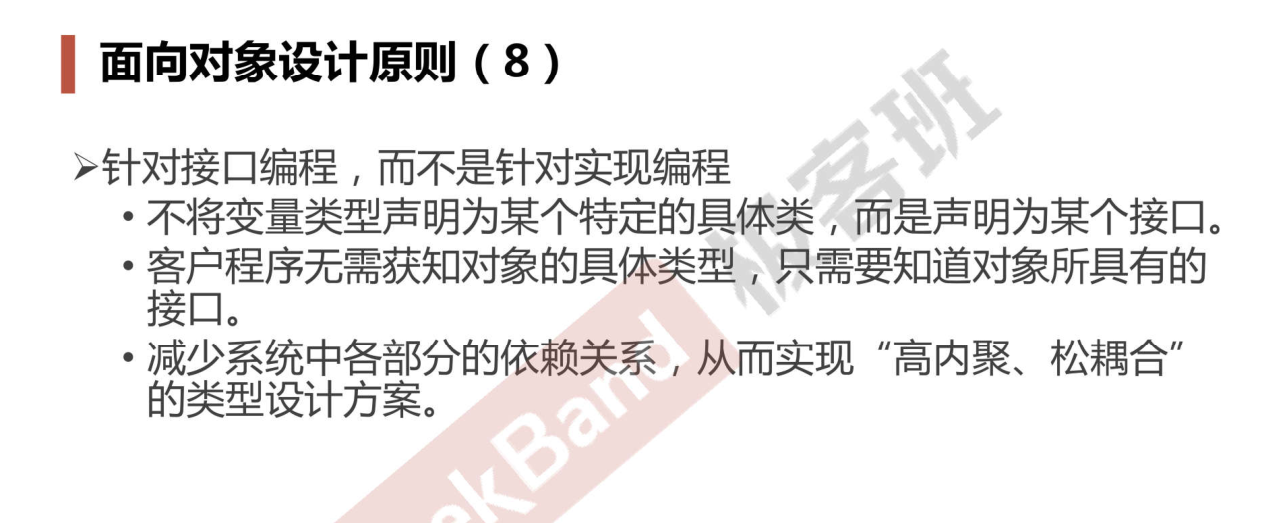 面向对象设计原则（8）
➢针对接口编程，而不是针对实现编程
• 不将变量类型声明为某个特定的具体类，而是声明为某个接口。
• 客户程序无需获知对象的具体类型，只需要知道对象所具有的
接口。
• 减少系统中各部分的依赖关系，从而实现“高内聚、松耦合”
的类型设计方案。
极客班
ekBand